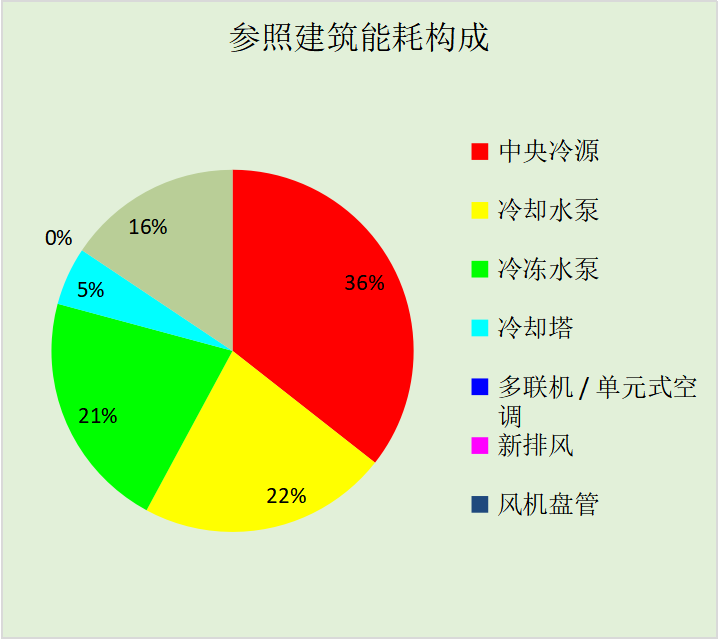 参照建筑能耗构成
中央冷源
冷却水泵
冷冻水泵
冷却塔
多联机 / 单元式空
调
新排风
风机盘管
36%
22%
21%
5%
0%
16%